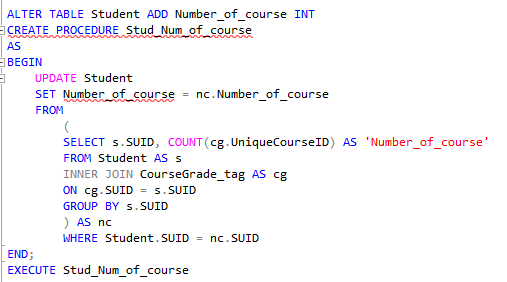 ALTER TABLE Student ADD Number_of_course INT
CREATE PROCEDURE Stud_Num_of_course
AS
BEGIN
UPDATE Student
SET Number_of_course = nc.Number_of_course
FROM
(
SELECT s.SUID, COUNT(cg.UniqueCourseID) AS 'Number_of_course'
FROM Student AS s
INNER JOIN CourseGrade_tag AS cg
ON cg.SUID = s.SUID
GROUP BY s.SUID
) AS nc
WHERE Student.SUID = nc.SUID
END;
EXECUTE Stud_Num_of_course